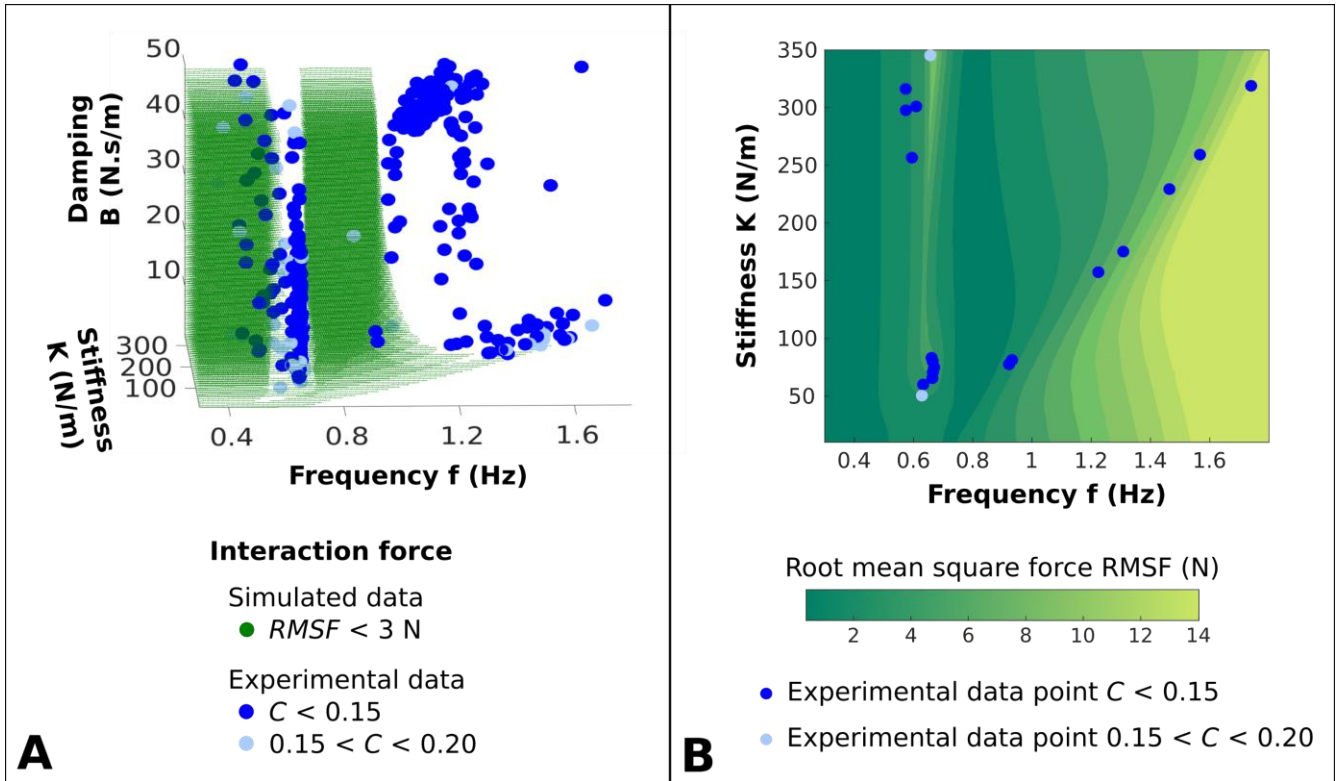 50
40
30
20
10
Damping
B (N.s/m)
300
200
100
Stiffness
K (N/m)
0.4 0.8 1.2 1.6
Frequency f (Hz)
Interaction force
Simulated data
RMSF < 3 N
Experimental data
C < 0.15
0.15 < C < 0.20
A
350
300
250
200
150
100
50
Stiffness K (N/m)
0.4 0.6 0.8 1 1.2 1.4 1.6
Frequency f (Hz)
Root mean square force RMSF (N)
2 4 6 8 10 12 14
Experimental data point C < 0.15
Experimental data point 0.15 < C < 0.20
B